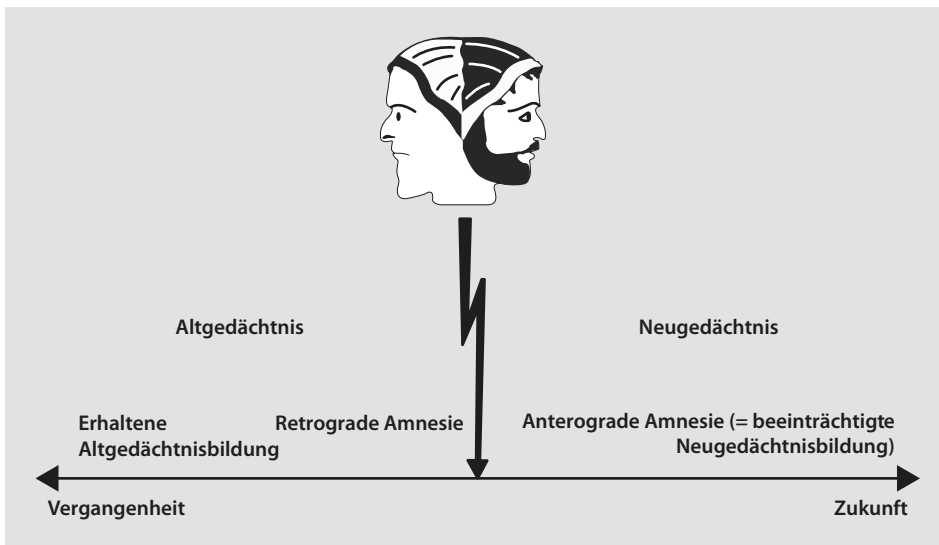 Altgedächtnis
Neugedächtnis
Erhaltene
Altgedächtnisbildung
Retrograde Amnesie
Anterograde Amnesie (= beeinträchtigte
Neugedächtnisbildung)
Vergangenheit
Zukunft